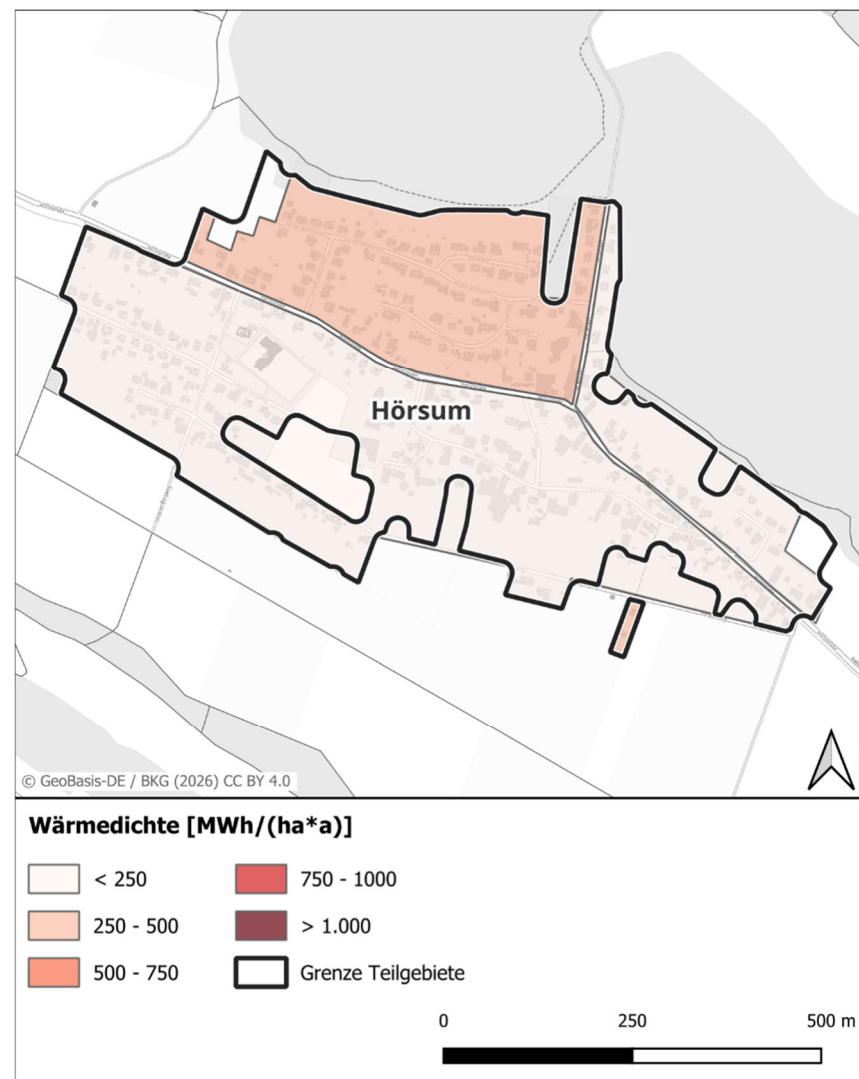 Hörsum
© GeoBasis-DE / BKG (2026) CC BY 4.0
Wärmedichte [MWh/(ha*a)]
< 250
250 - 500
500 - 750
750 - 1000
> 1.000
Grenze Teilgebiete
0 250 500 m